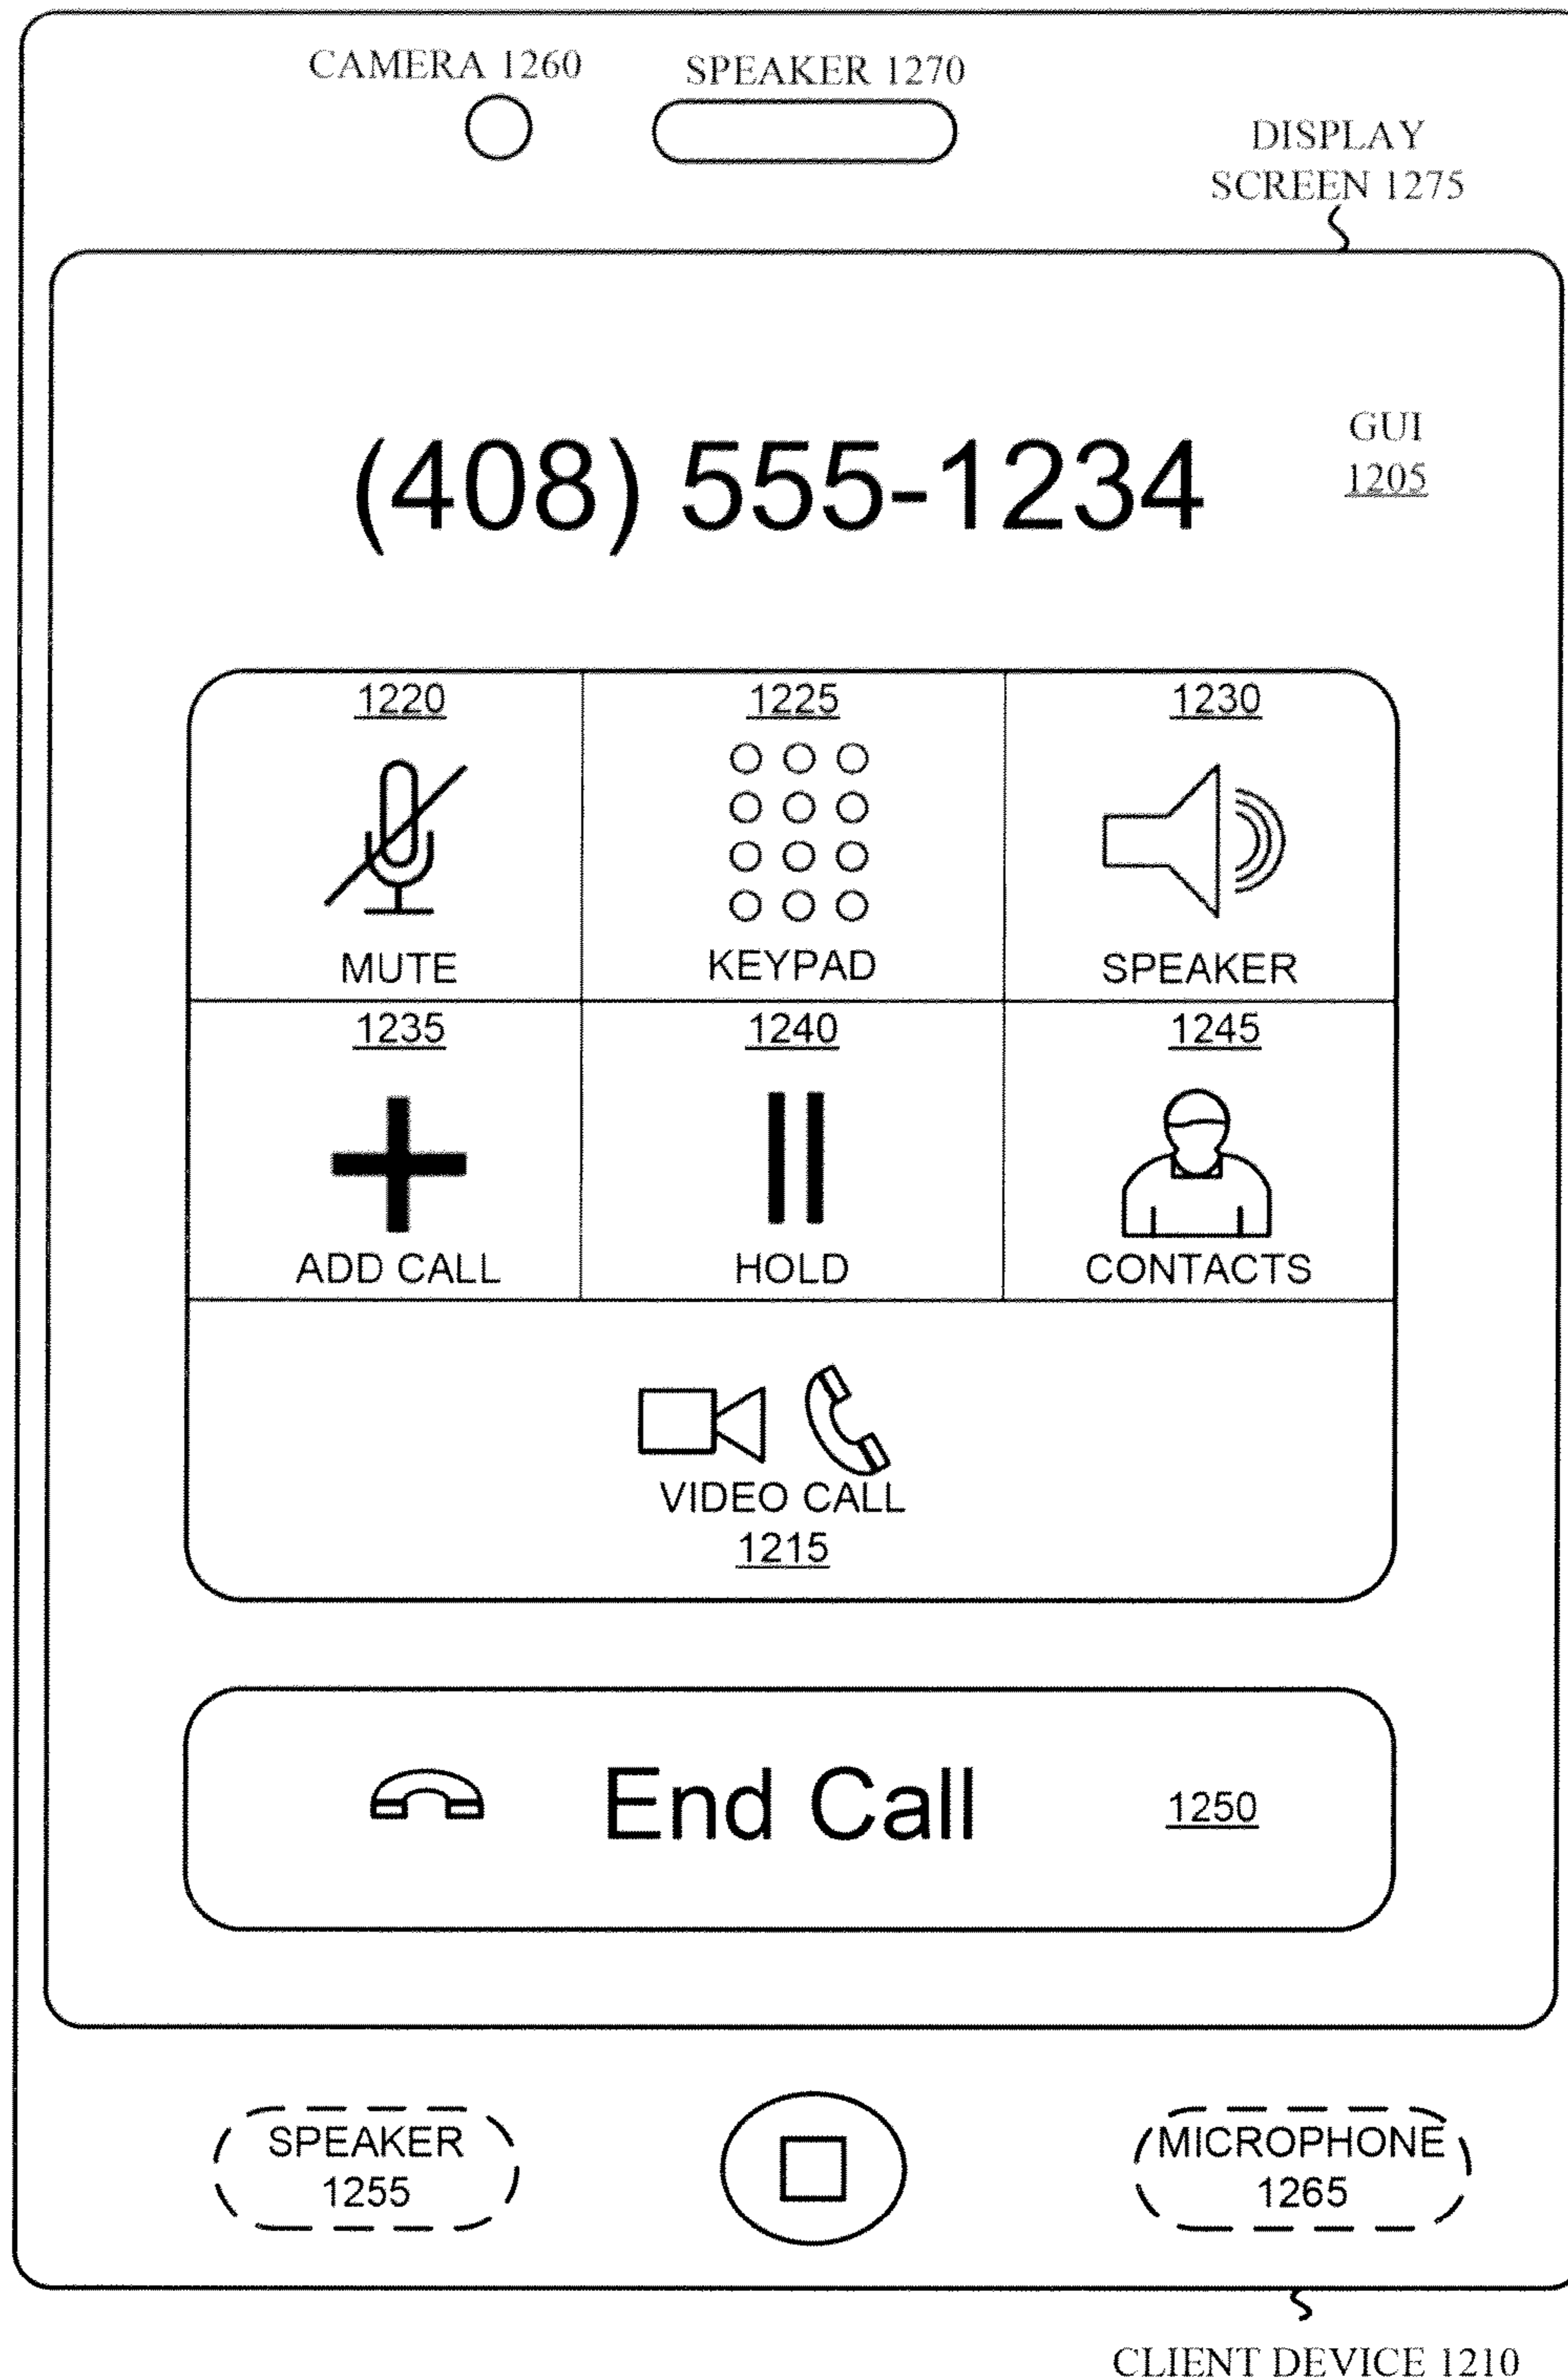 CAMERA 1260
SPEAKER 1270
DISPLAY
SCREEN 1275
(408) 555-1234
GUI
1205
1220
1225
1230
MUTE
KEYPAD
SPEAKER
1235
1240
1245
ADD CALL
HOLD
CONTACTS
VIDEO CALL
1215
End Call
1250
SPEAKER
1255
MICROPHONE
1265
CLIENT DEVICE 1210